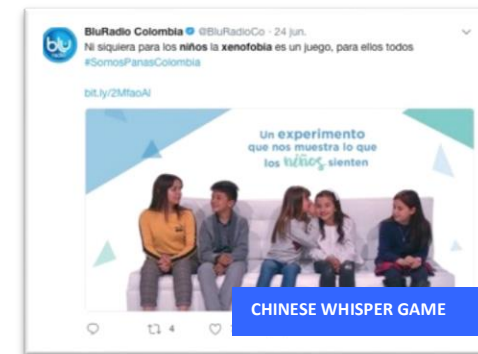 blu
BluRadio Colombia @BluRadioCo · 24 jun.
Ni siquiera para los niños la xenofobia es un juego, para ellos todos
#SomosPanasColombia
bit.ly/2MfaoAl
Un experimento
que nos muestra lo que
los niños sienten
CHINESE WHISPER GAME
4